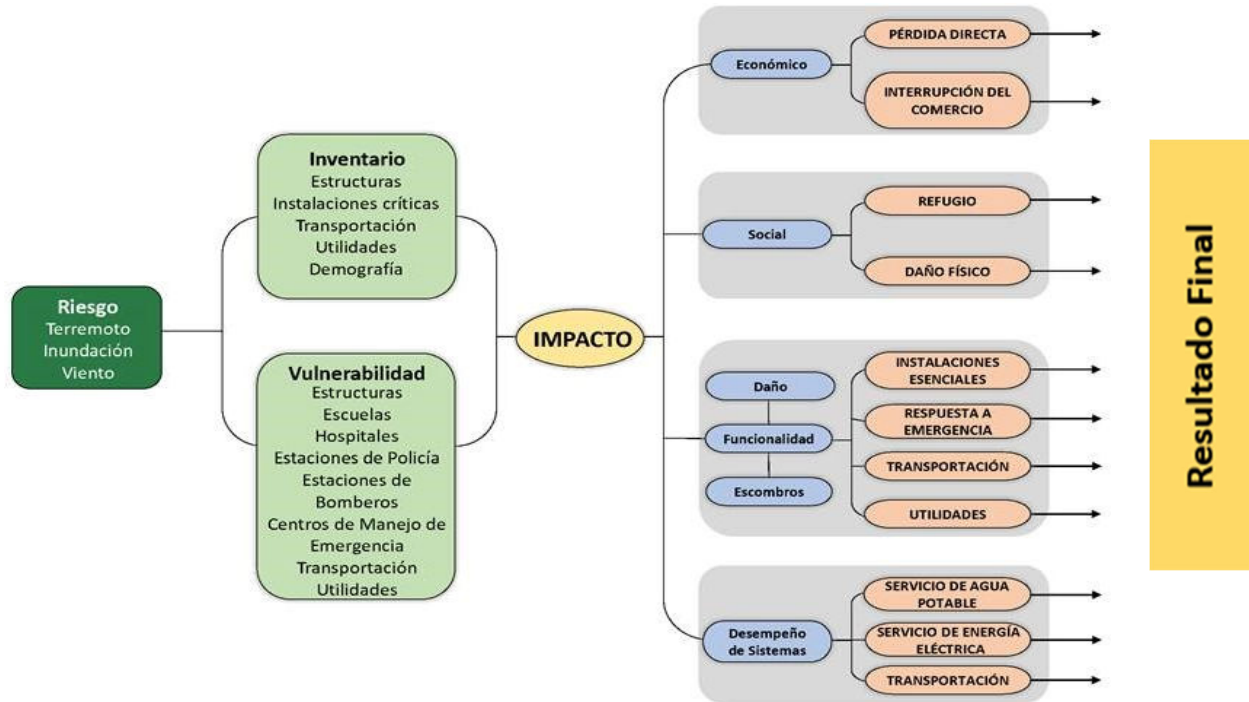 Riesgo
Terremoto
Inundación
Viento
Inventario
Estructuras
Instalaciones críticas
Transportación
Utilidades
Demografía
Vulnerabilidad
Estructuras
Escuelas
Hospitales
Estaciones de Policía
Estaciones de
Bomberos
Centros de Manejo de
Emergencia
Transportación
Utilidades
IMPACTO
Económico
PÉRDIDA DIRECTA
INTERRUPCIÓN DEL
COMERCIO
Social
REFUGIO
DAÑO FÍSICO
Daño
Funcionalidad
Escombros
INSTALACIONES
ESENCIALES
RESPUESTA A
EMERGENCIA
TRANSPORTACIÓN
UTILIDADES
Desempeño
de Sistemas
SERVICIO DE AGUA
POTABLE
SERVICIO DE ENERGÍA
ELÉCTRICA
TRANSPORTACIÓN
Resultado Final